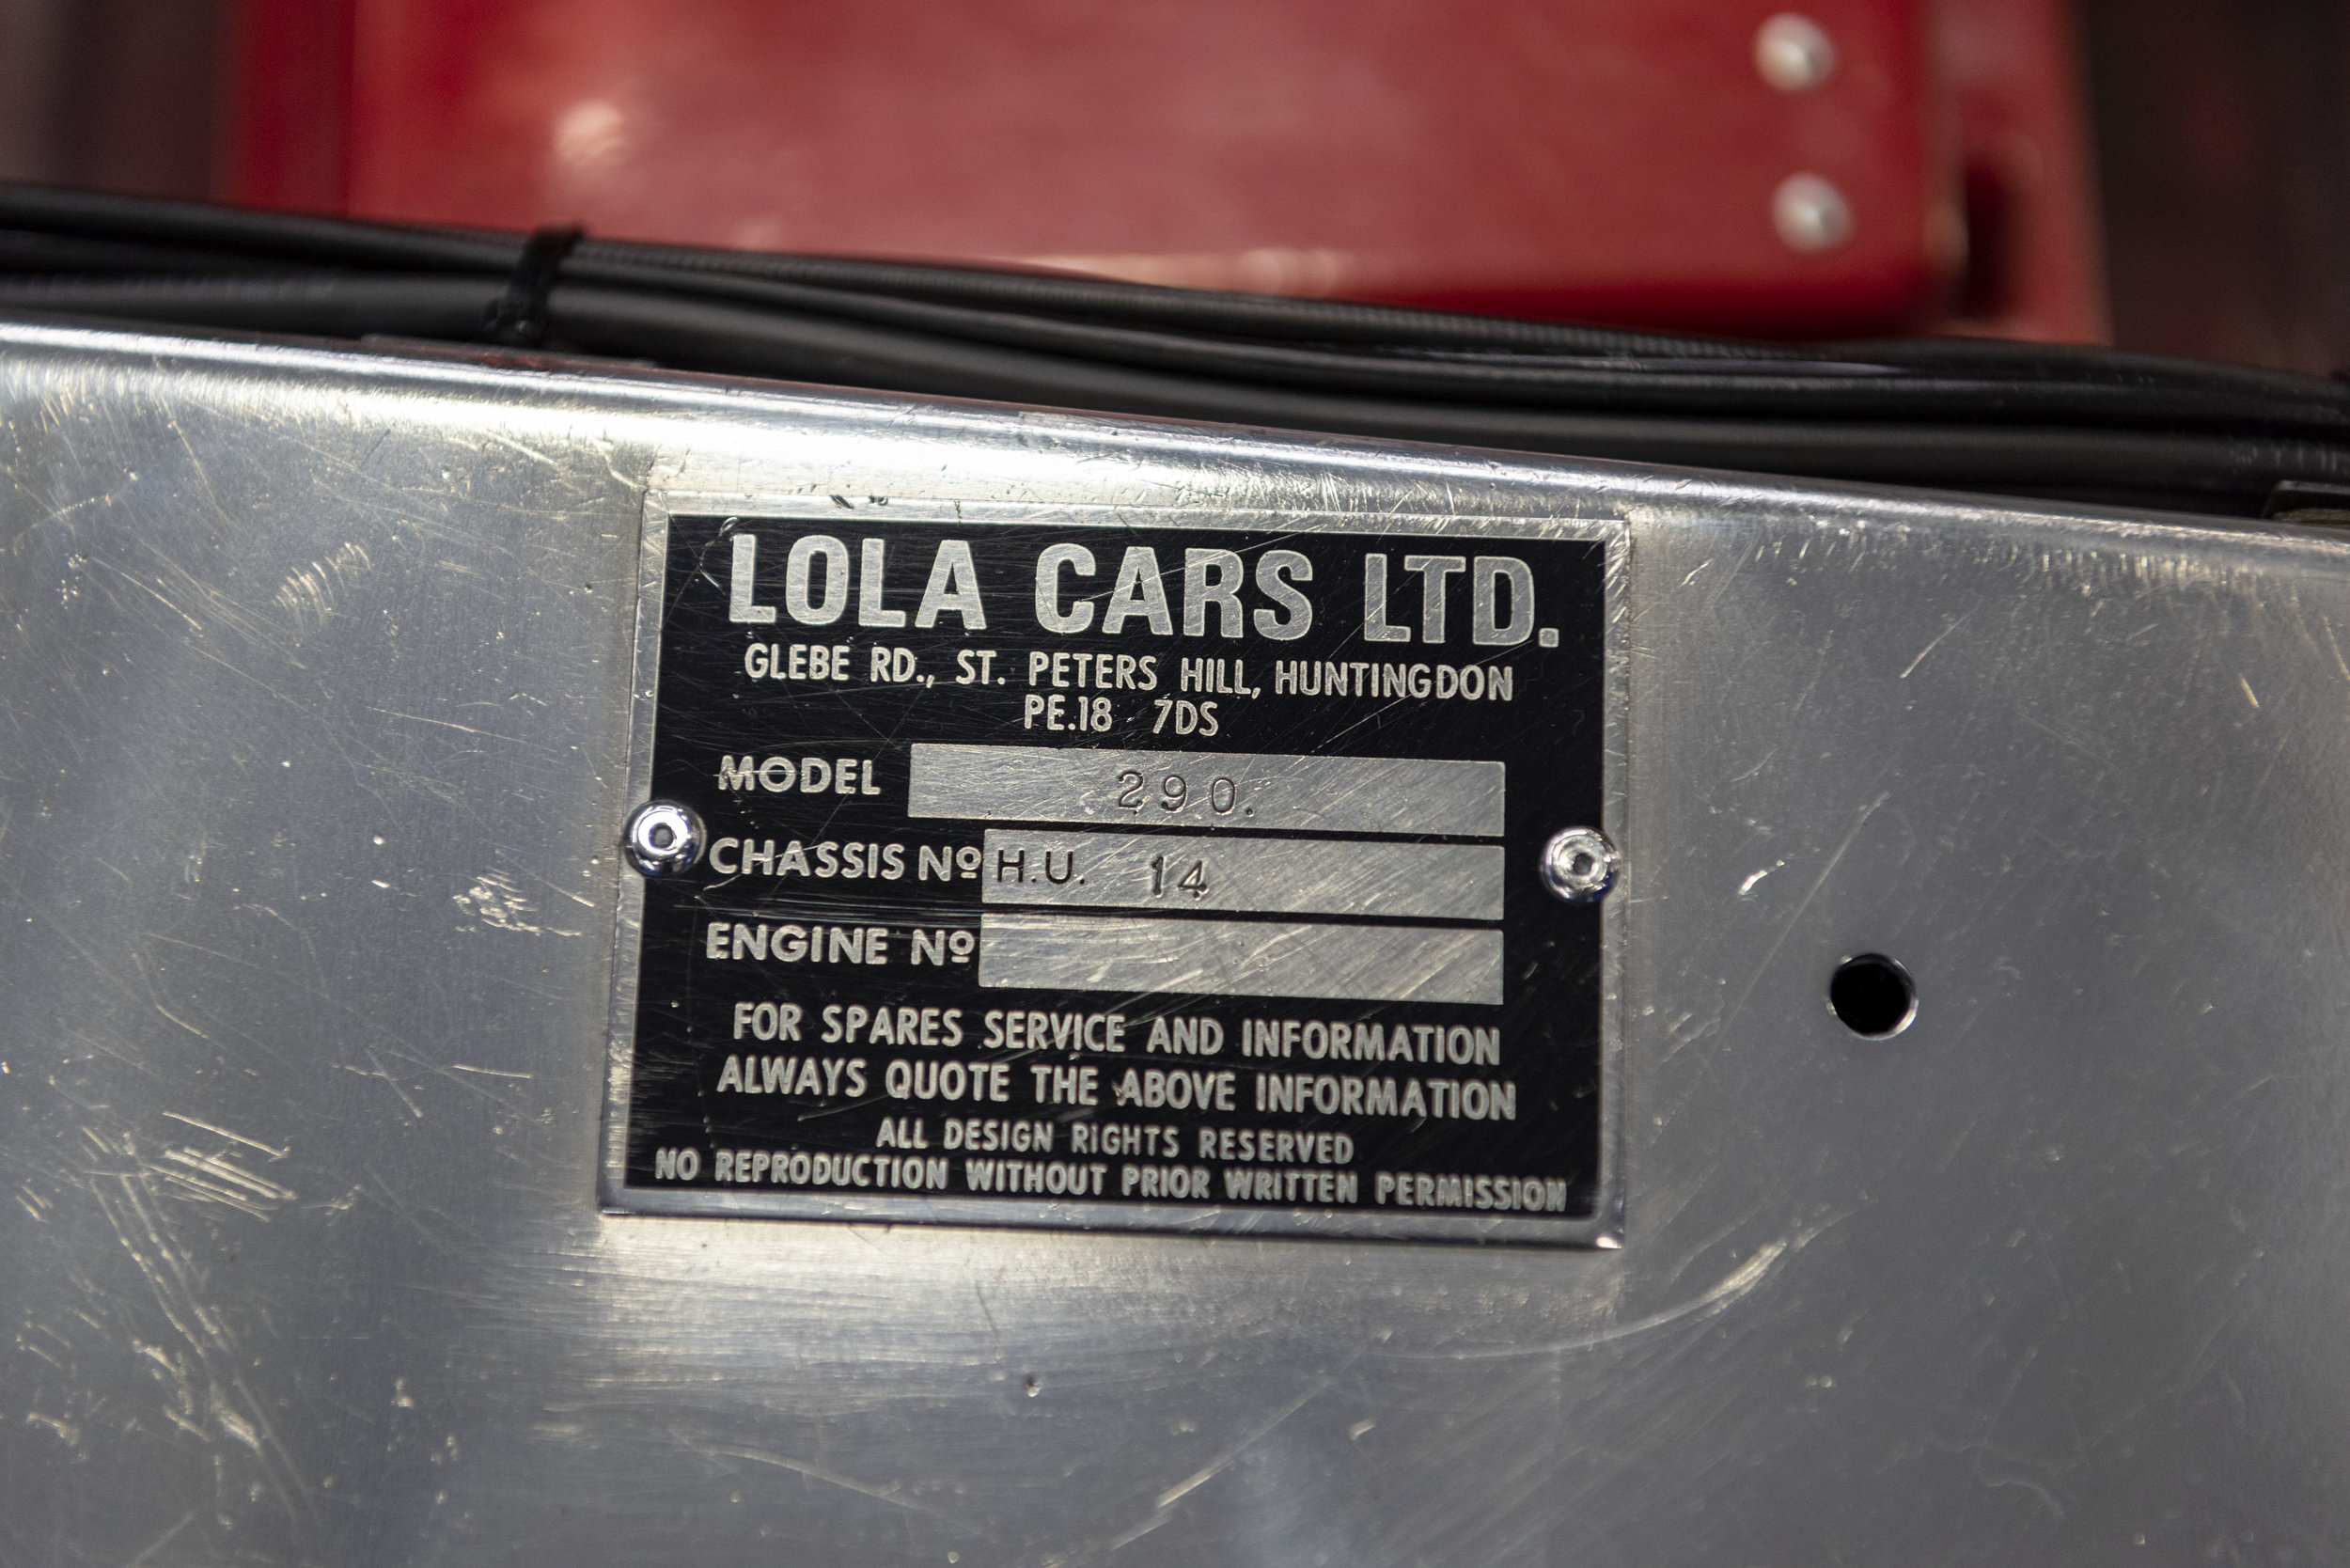 LOLA CARS LTD.
GLEBE RD., ST. PETERS HILL, HUNTINGDON
PE.18 7DS
MODEL 290.
CHASSIS Nº H.U. 14
ENGINE Nº
FOR SPARES SERVICE AND INFORMATION
ALWAYS QUOTE THE ABOVE INFORMATION
ALL DESIGN RIGHTS RESERVED
NO REPRODUCTION WITHOUT PRIOR WRITTEN PERMISSION